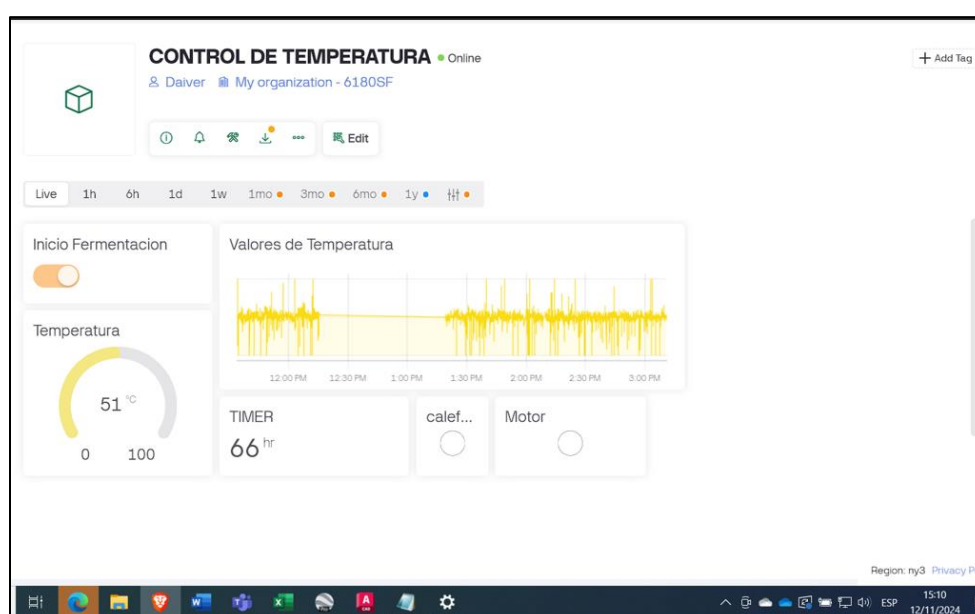 CONTROL DE TEMPERATURA Online
Daiver My organization - 6180SF
+ Add Tag
Edit
Live 1h 6h 1d 1w 1mo 3mo 6mo 1y
Inicio Fermentacion
Valores de Temperatura
12:00 PM 12:30 PM 1:00 PM 1:30 PM 2:00 PM 2:30 PM 3:00 PM
Temperatura
51 °C
0 100
TIMER
66 hr
calef...
Motor
Region: ny3 Privacy P
ESP 15:10
12/11/2024